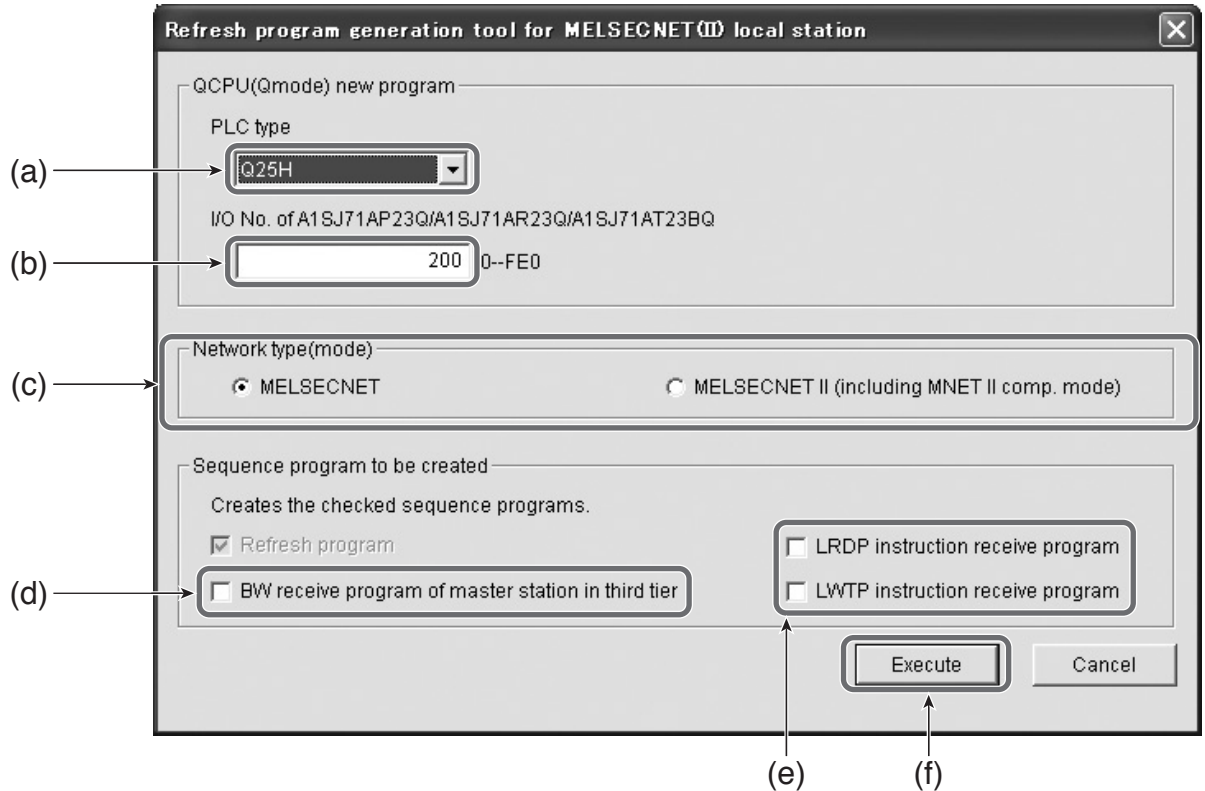 Refresh program generation tool for MELSECNET(II) local station
QCPU(Qmode) new program
PLC type
(a)
Q25H
I/O No. of A1SJ71AP23Q/A1SJ71AR23Q/A1SJ71AT23BQ
(b)
200 0--FE0
Network type(mode)
(c)
MELSECNET MELSECNET II (including MNET II comp. mode)
Sequence program to be created
Creates the checked sequence programs.
Refresh program LRDP instruction receive program
(d)
BW receive program of master station in third tier LWTP instruction receive program
Execute Cancel
(e) (f)